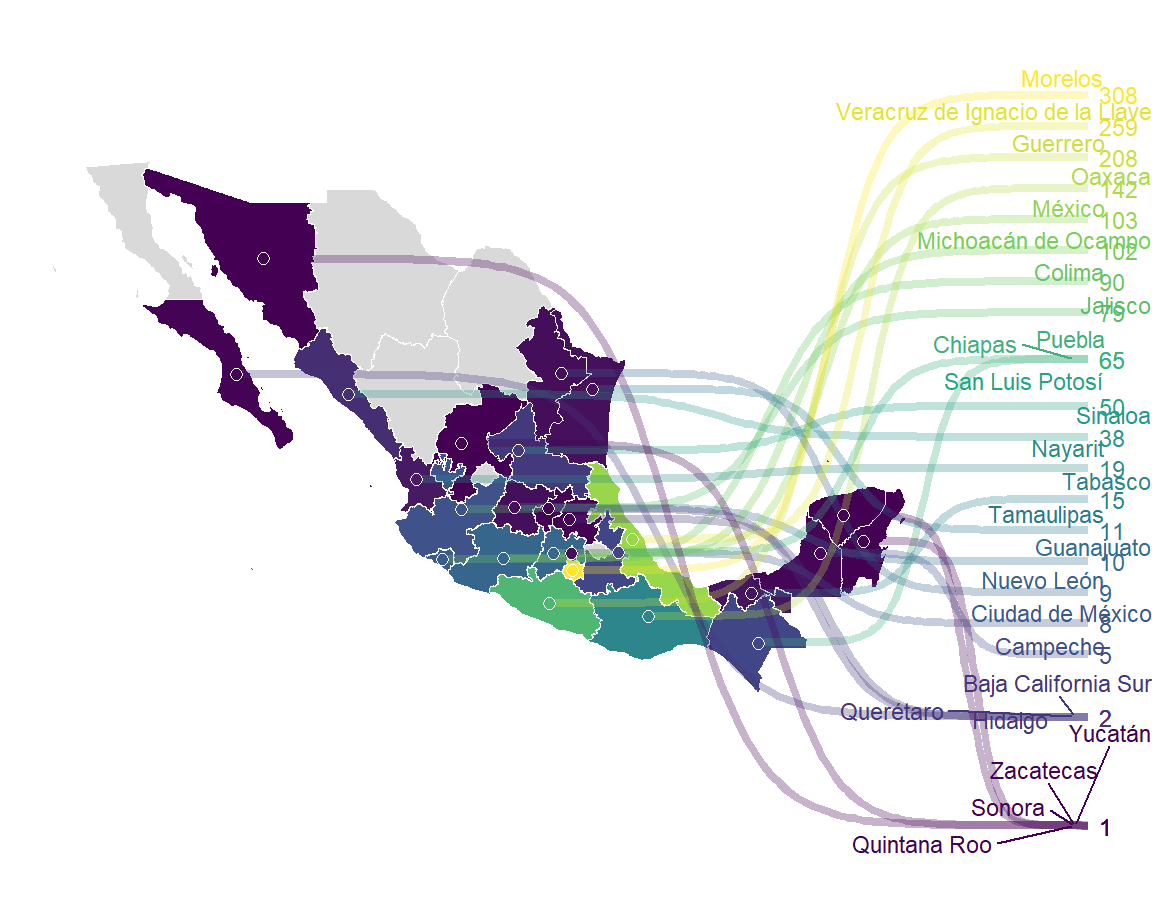 Morelos
308
Veracruz de Ignacio de la Llave
259
Guerrero
208
Oaxaca
142
México
103
Michoacán de Ocampo
102
Colima
90
Jalisco
79
Puebla
Chiapas
65
San Luis Potosí
50
Sinaloa
38
Nayarit
19
Tabasco
15
Tamaulipas
11
Guanajuato
10
Nuevo León
9
Ciudad de México
8
Campeche
5
Baja California Sur
Querétaro
Hidalgo
2
Yucatán
Zacatecas
Sonora
1
Quintana Roo